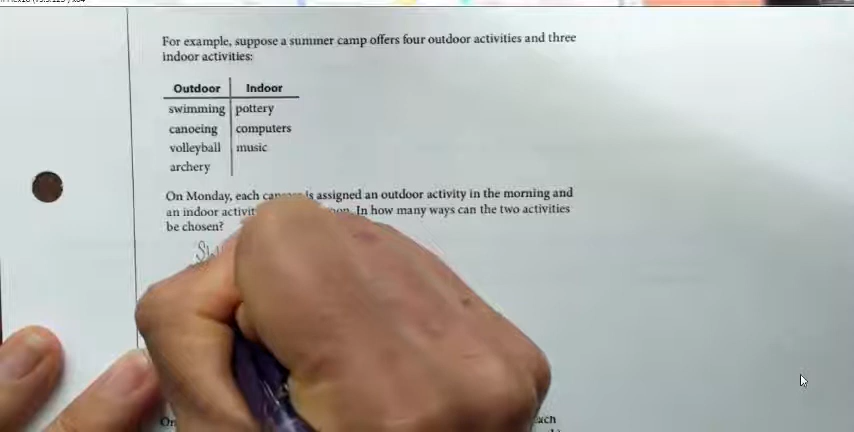 For example, suppose a summer camp offers four outdoor activities and three
indoor activities:
Outdoor Indoor
swimming pottery
canoeing computers
volleyball music
archery
On Monday, each is assigned an outdoor activity in the morning and
an indoor In how many ways can the two activities
be chosen?